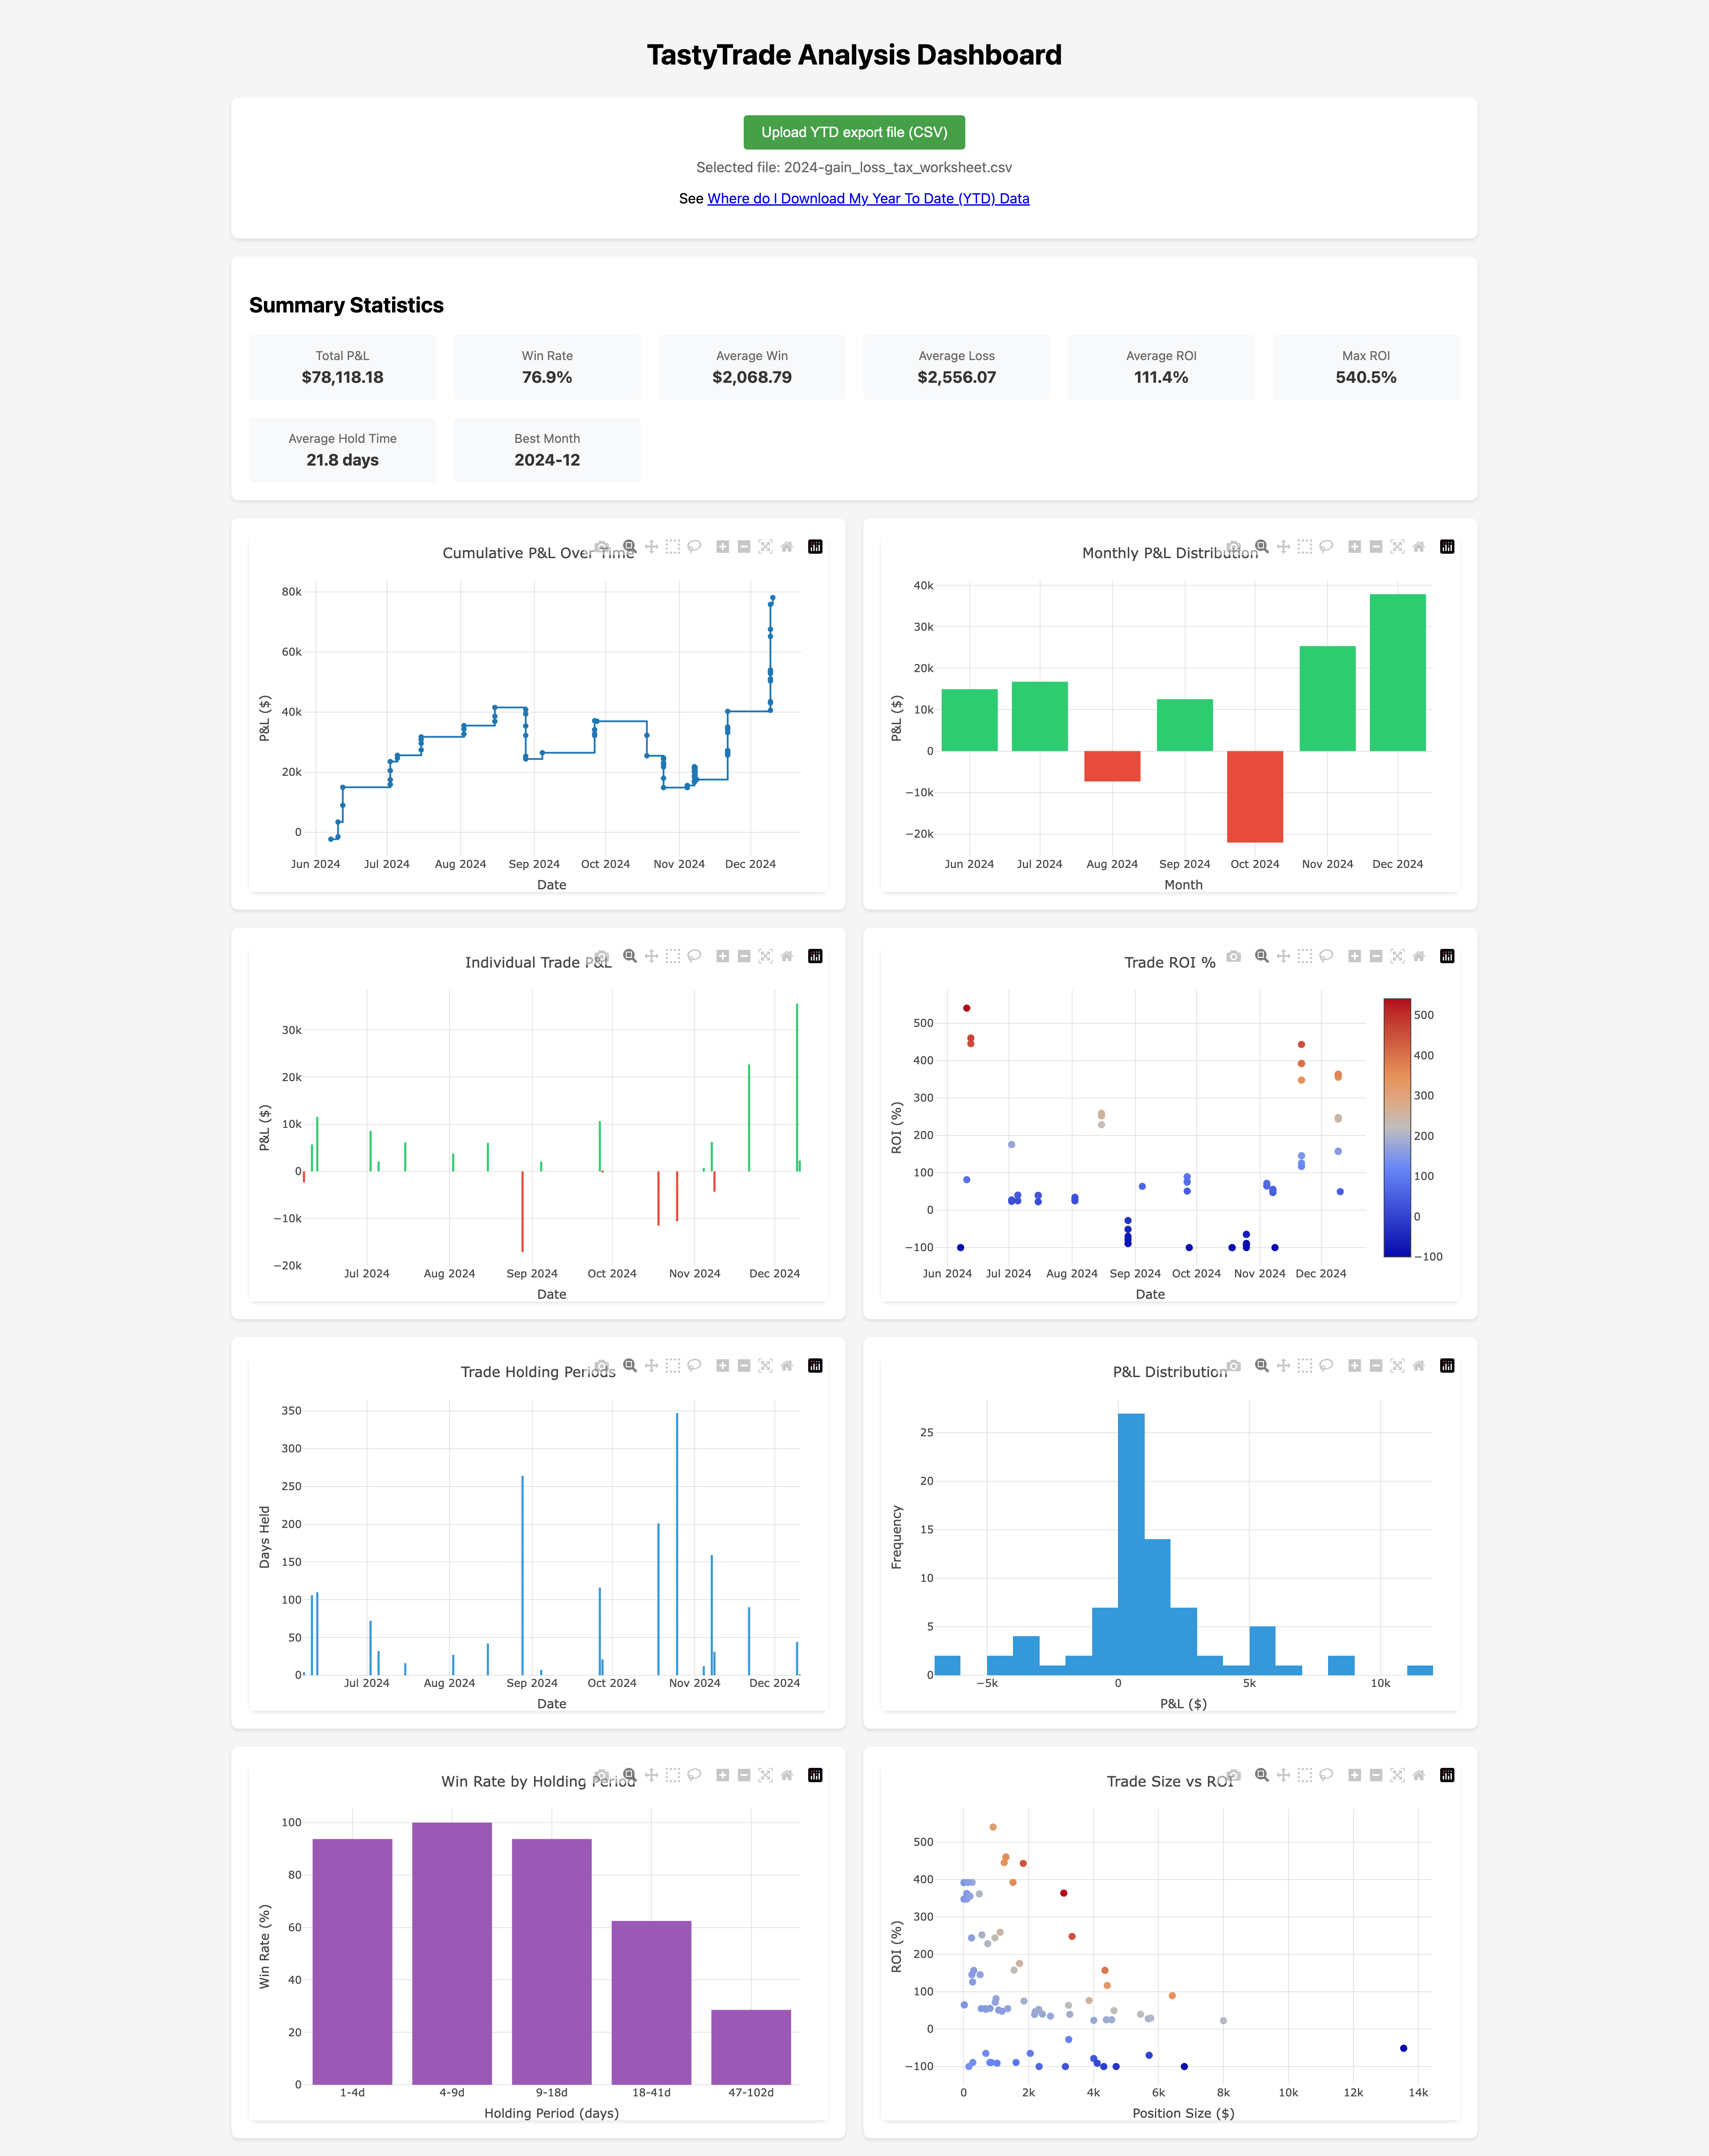 TastyTrade Analysis Dashboard
Upload YTD export file (CSV)
Selected file: 2024-gain_loss_tax_worksheet.csv
See Where do I Download My Year To Date (YTD) Data
Summary Statistics
Total P&L
$78,118.18
Win Rate
76.9%
Average Win
$2,068.79
Average Loss
$2,556.07
Average ROI
111.4%
Max ROI
540.5%
Average Hold Time
21.8 days
Best Month
2024-12
Cumulative P&L Over Time
80k
60k
40k
20k
0
P&L ($)
Jun 2024 Jul 2024 Aug 2024 Sep 2024 Oct 2024 Nov 2024 Dec 2024
Date
Monthly P&L Distribution
40k
30k
20k
10k
0
−10k
−20k
P&L ($)
Jun 2024 Jul 2024 Aug 2024 Sep 2024 Oct 2024 Nov 2024 Dec 2024
Month
Individual Trade P&L
30k
20k
10k
0
−10k
−20k
P&L ($)
Jul 2024 Aug 2024 Sep 2024 Oct 2024 Nov 2024 Dec 2024
Date
Trade ROI %
500
400
300
200
100
0
−100
ROI (%)
Jun 2024 Jul 2024 Aug 2024 Sep 2024 Oct 2024 Nov 2024 Dec 2024
Date
500
400
300
200
100
0
−100
Trade Holding Periods
350
300
250
200
150
100
50
0
Days Held
Jul 2024 Aug 2024 Sep 2024 Oct 2024 Nov 2024 Dec 2024
Date
P&L Distribution
25
20
15
10
5
0
Frequency
−5k 0 5k 10k
P&L ($)
Win Rate by Holding Period
100
80
60
40
20
0
Win Rate (%)
1-4d 4-9d 9-18d 18-41d 47-102d
Holding Period (days)
Trade Size vs ROI
500
400
300
200
100
0
−100
ROI (%)
0 2k 4k 6k 8k 10k 12k 14k
Position Size ($)